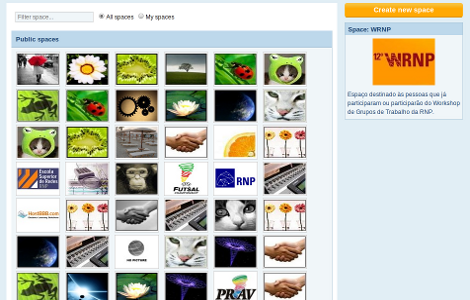 Filter space...
All spaces
My spaces
Create new space
Public spaces
Space: WRNP
12º WRNP
Espaço destinado às pessoas que já
participaram ou participarão do Workshop
de Grupos de Trabalho da RNP.
Escola
Superior
de Redes
FUTSAL
RNP
NO PICTURE
PRAV